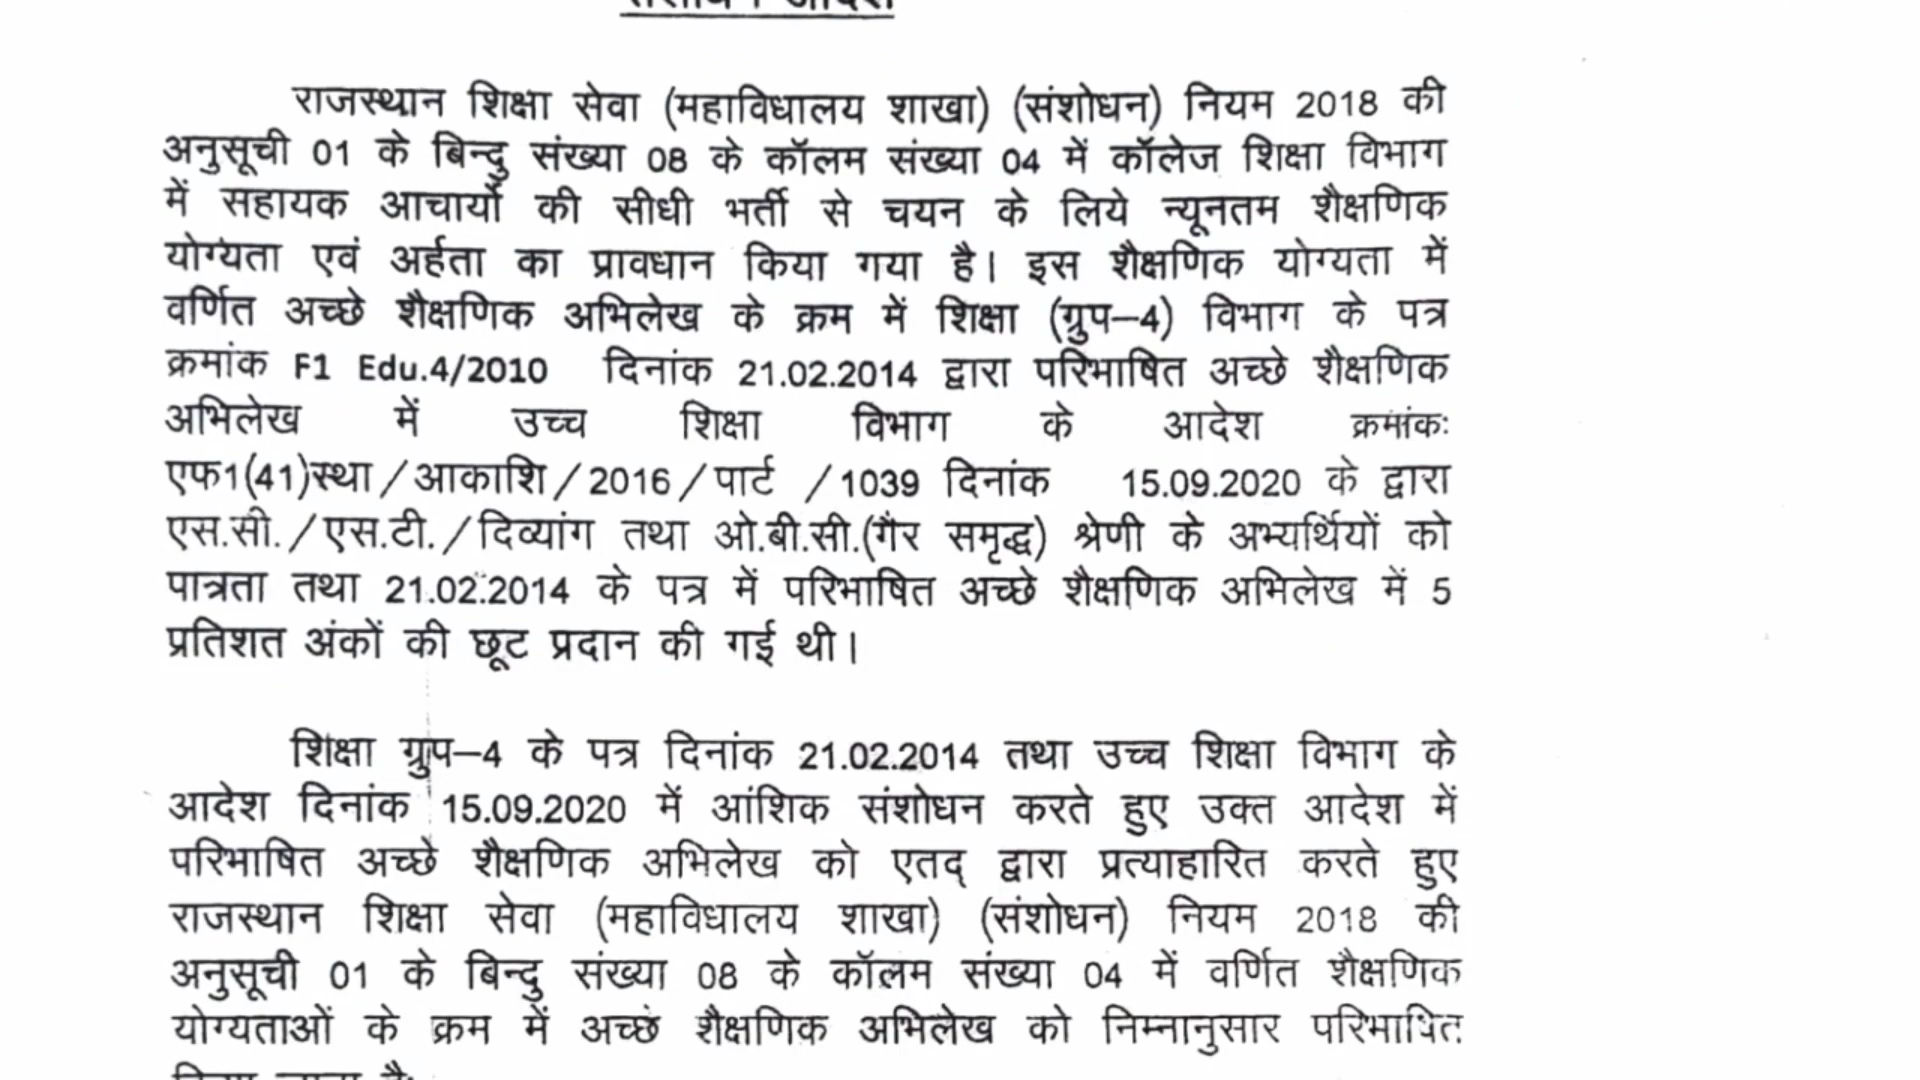 राजस्थान शिक्षा सेवा (महाविधालय शाखा) (संशोधन) नियम 2018 की
अनुसूची 01 के बिन्दु संख्या 08 के कॉलम संख्या 04 में कॉलेज शिक्षा विभाग
में सहायक आचार्यो की सीधी भर्ती से चयन के लिये न्यूनतम शैक्षणिक
योग्यता एवं अर्हता का प्रावधान किया गया है। इस शैक्षणिक योग्यता में
वर्णित अच्छे शैक्षणिक अभिलेख के क्रम में शिक्षा (ग्रुप–4) विभाग के पत्र
क्रमांक F1 Edu.4/2010 दिनांक 21.02.2014 द्वारा परिभाषित अच्छे शैक्षणिक
अभिलेख में उच्च शिक्षा विभाग के आदेश क्रमांकः
एफ1(41)स्था/आकाशि/2016/पार्ट /1039 दिनांक 15.09.2020 के द्वारा
एस.सी./एस.टी./दिव्यांग तथा ओ.बी.सी.(गैर समृद्ध) श्रेणी के अभ्यर्थियों को
पात्रता तथा 21.02.2014 के पत्र में परिभाषित अच्छे शैक्षणिक अभिलेख में 5
प्रतिशत अंकों की छूट प्रदान की गई थी।
शिक्षा ग्रुप–4 के पत्र दिनांक 21.02.2014 तथा उच्च शिक्षा विभाग के
आदेश दिनांक 15.09.2020 में आंशिक संशोधन करते हुए उक्त आदेश में
परिभाषित अच्छे शैक्षणिक अभिलेख को एतद् द्वारा प्रत्याहारित करते हुए
राजस्थान शिक्षा सेवा (महाविधालय शाखा) (संशोधन) नियम 2018 की
अनुसूची 01 के बिन्दु संख्या 08 के कॉलम संख्या 04 में वर्णित शैक्षणिक
योग्यताओं के क्रम में अच्छे शैक्षणिक अभिलेख को निम्नानुसार परिभाषित